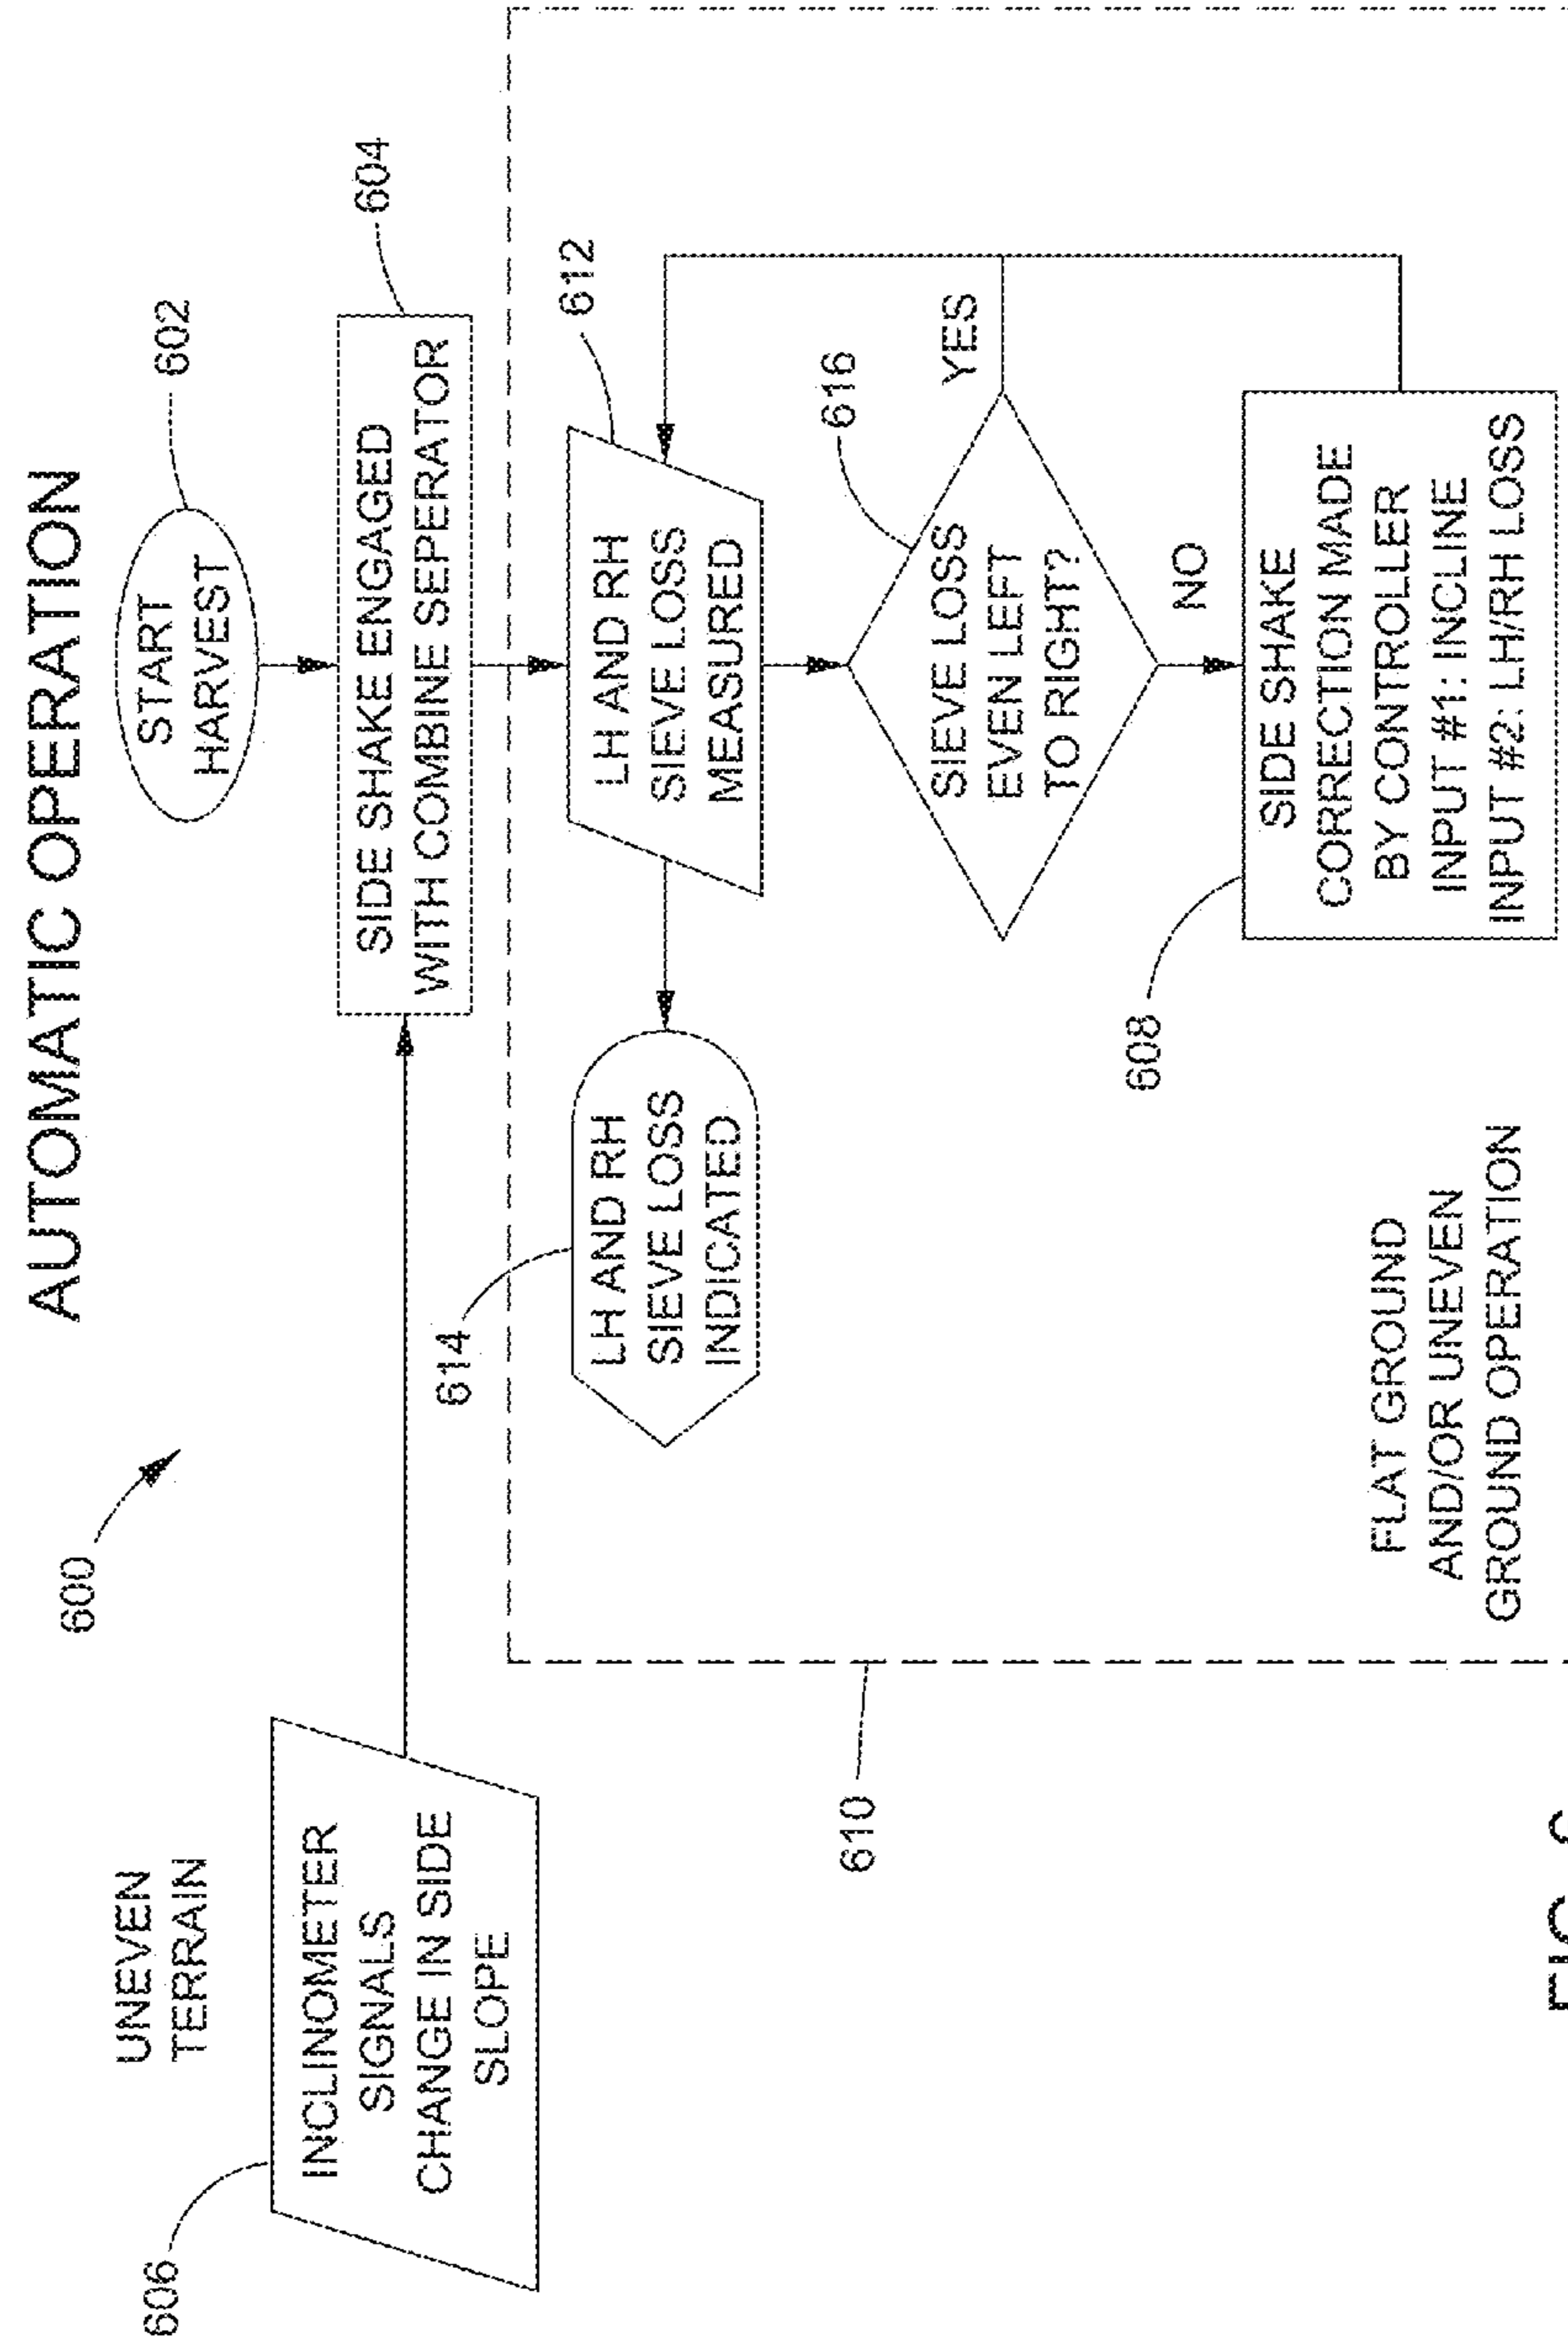 AUTOMATIC OPERATION
600
UNEVEN
TERRAIN
START
HARVEST
602
606
INCLINOMETER
SIGNALS
CHANGE IN SIDE
SLOPE
SIDE SHAKE ENGAGED
WITH COMBINE SEPERATOR
604
614
LH AND RH
SIEVE LOSS
INDICATED
LH AND RH
SIEVE LOSS
MEASURED
612
610
SIEVE LOSS
EVEN LEFT
TO RIGHT?
616
YES
NO
608
SIDE SHAKE
CORRECTION MADE
BY CONTROLLER
INPUT #1: INCLINE
INPUT #2: LH/RH LOSS
FLAT GROUND
AND/OR UNEVEN
GROUND OPERATION